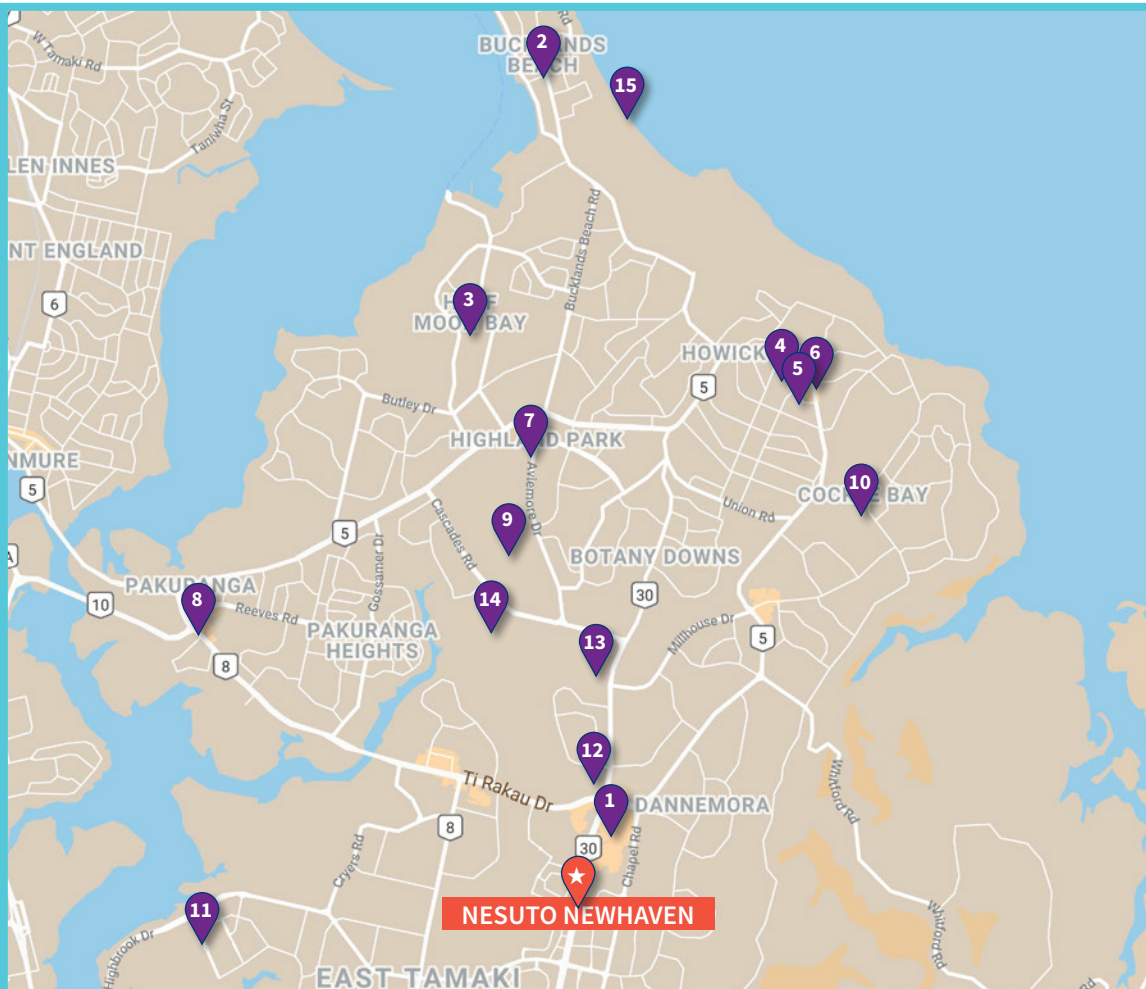 Rd
W Tamaki Rd
2
BUCKLANDS
BEACH
15
Taniwha St
LEN INNES
NT ENGLAND
Bucklands Beach Rd
6
3
HALF
MOON BAY
HOWICK
4
6
5
5
Butley Dr
7
HIGHLAND PARK
NMURE
5
Aviemore Dr
10
COCKLE BAY
Union Rd
Cascades Rd
9
5
Gossamer Dr
BOTANY DOWNS
A
PAKURANGA
10
8
Reeves Rd
14
30
Millhouse Dr
PAKURANGA
HEIGHTS
13
5
8
12
Ti Rakau Dr
1
DANNEMORA
Whitford Rd
8
30
Cryers Rd
Chapel Rd
11
NESUTO NEWHAVEN
Highbrook Dr
Whitford Rd
EAST TAMAKI
Rd